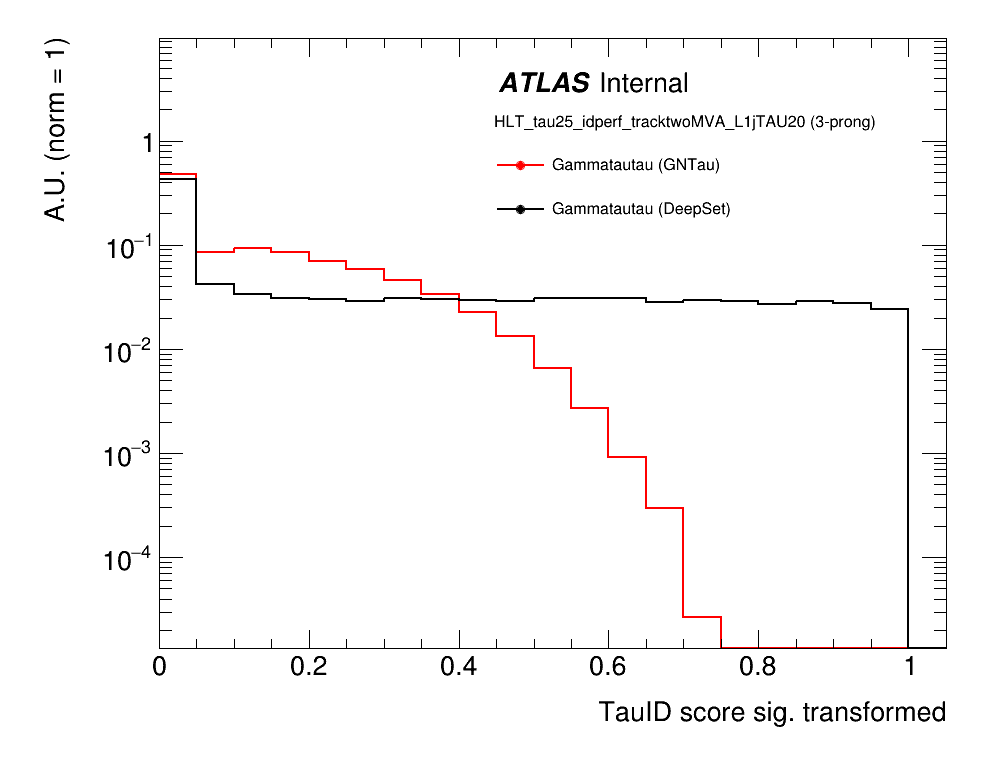 A.U. (norm = 1)
ATLAS Internal
HLT_tau25_idperf_tracktwoMVA_L1jTAU20 (3-prong)
Gammatautau (GNTau)
Gammatautau (DeepSet)
1
10⁻¹
10⁻²
10⁻³
10⁻⁴
0 0.2 0.4 0.6 0.8 1
TauID score sig. transformed